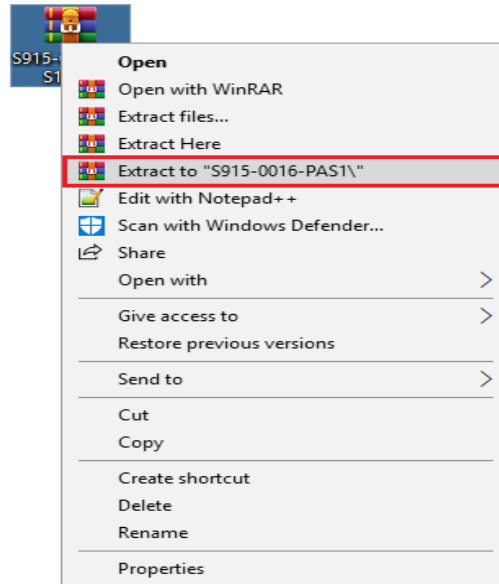 S915-
S1
Open
Open with WinRAR
Extract files...
Extract Here
Extract to "S915-0016-PAS1\"
Edit with Notepad++
Scan with Windows Defender...
Share
Open with
Give access to
Restore previous versions
Send to
Cut
Copy
Create shortcut
Delete
Rename
Properties